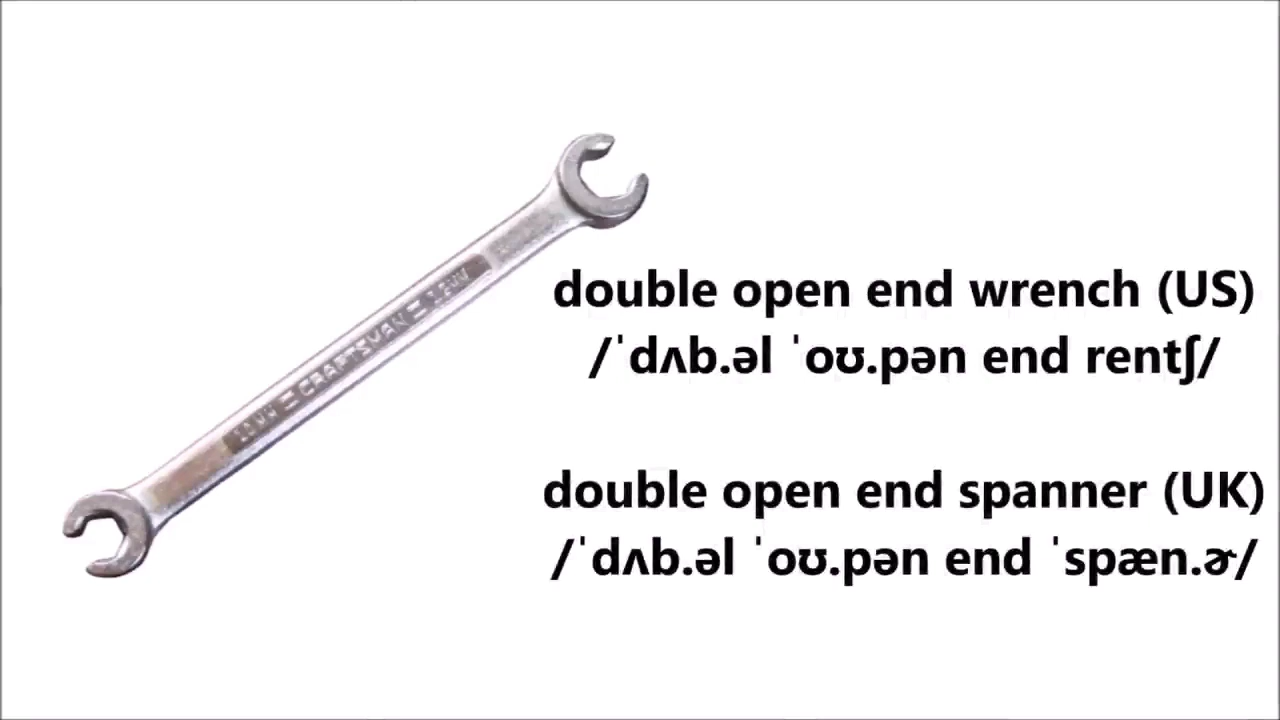 CRAFTSMAN
double open end wrench (US)
/ˈdʌb.əl ˈoʊ.pən end rentʃ/
double open end spanner (UK)
/ˈdʌb.əl ˈoʊ.pən end ˈspæn.ɚ/